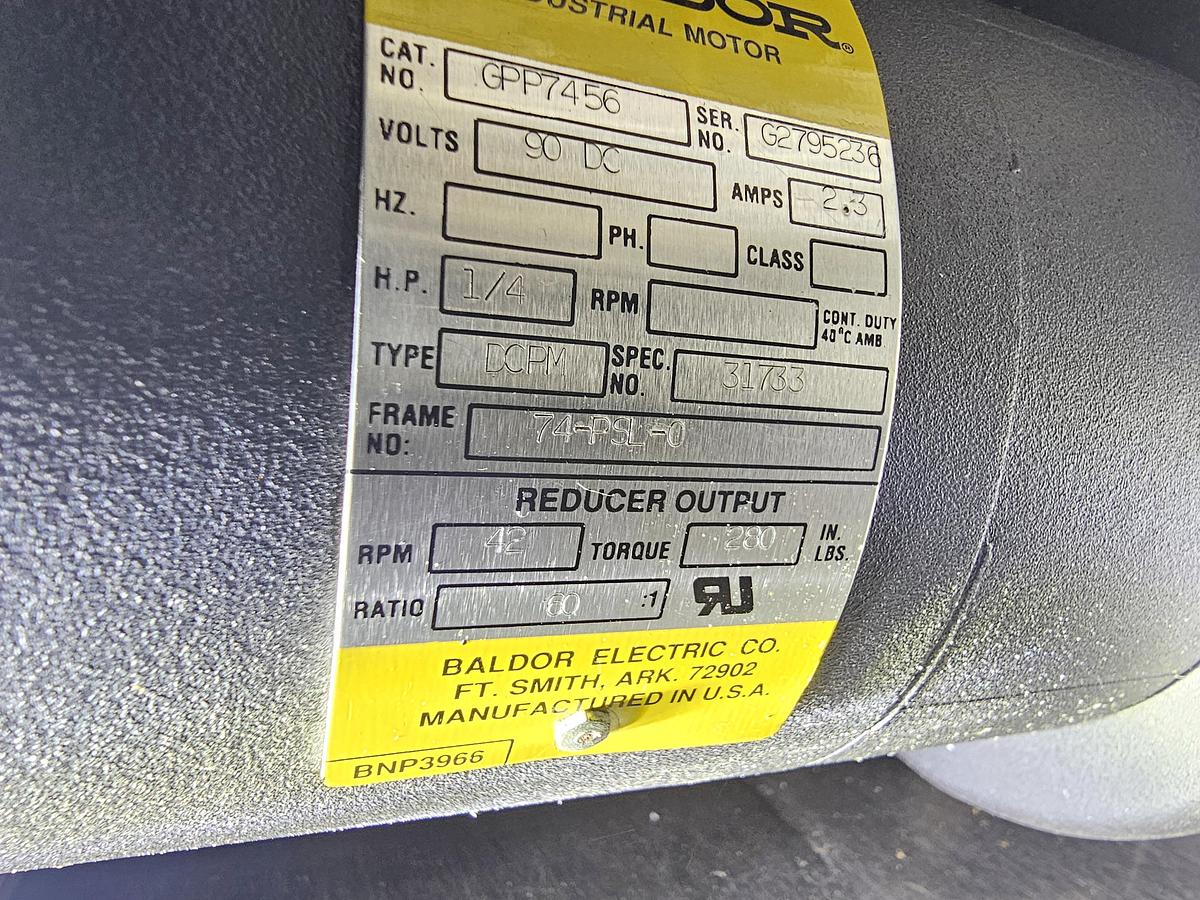 INDUSTRIAL MOTOR
CAT. NO. GPP7456 SER. NO. G2795236
VOLTS 90 DC AMPS 2.3
HZ. PH. CLASS
H.P. 1/4 RPM CONT. DUTY 40°C AMB.
TYPE DCPM SPEC. NO. 31733
FRAME NO: 74-PSL-0
REDUCER OUTPUT
RPM 42 TORQUE 280 IN. LBS.
RATIO 60 :1
BALDOR ELECTRIC CO.
FT. SMITH, ARK. 72902
MANUFACTURED IN U.S.A.
BNP3966